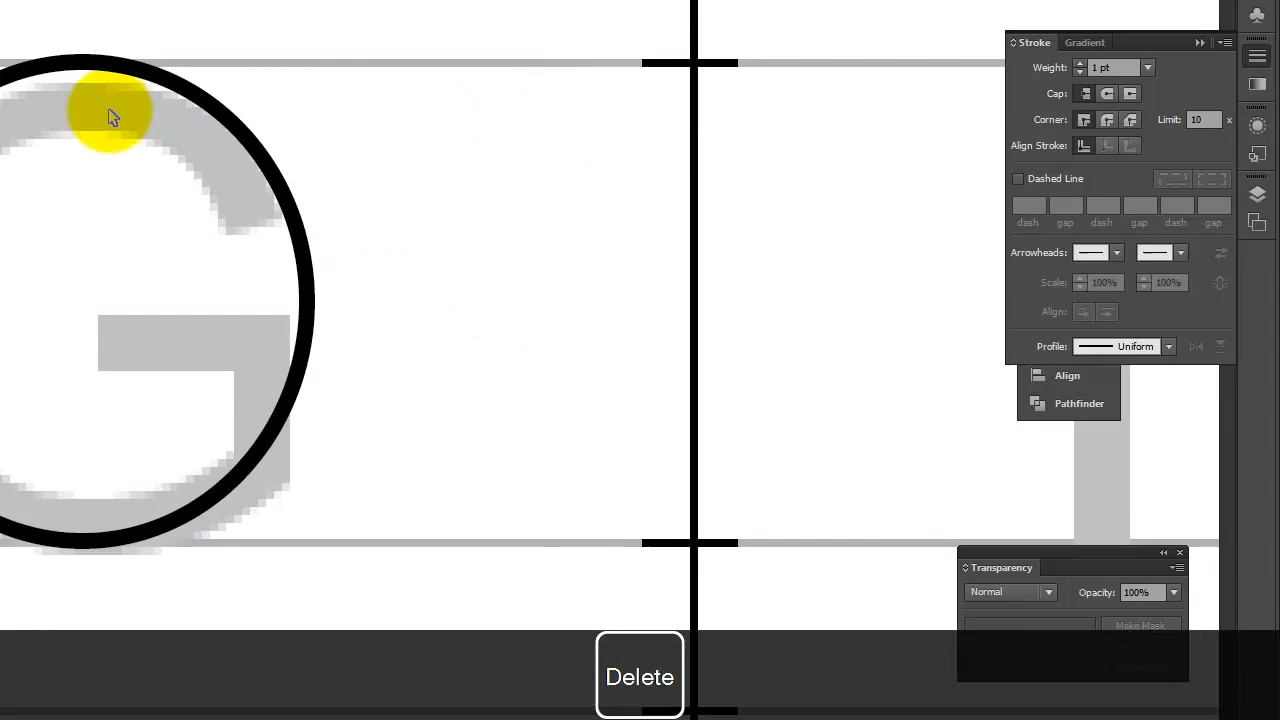 Stroke Gradient
Weight: 1 pt
Cap:
Corner: Limit: 10 x
Align Stroke:
Dashed Line
dash gap dash gap dash gap
Arrowheads:
Scale: 100% 100%
Align:
Profile: Uniform
Align
Pathfinder
G
Transparency
Normal Opacity: 100%
Make Mask
Delete